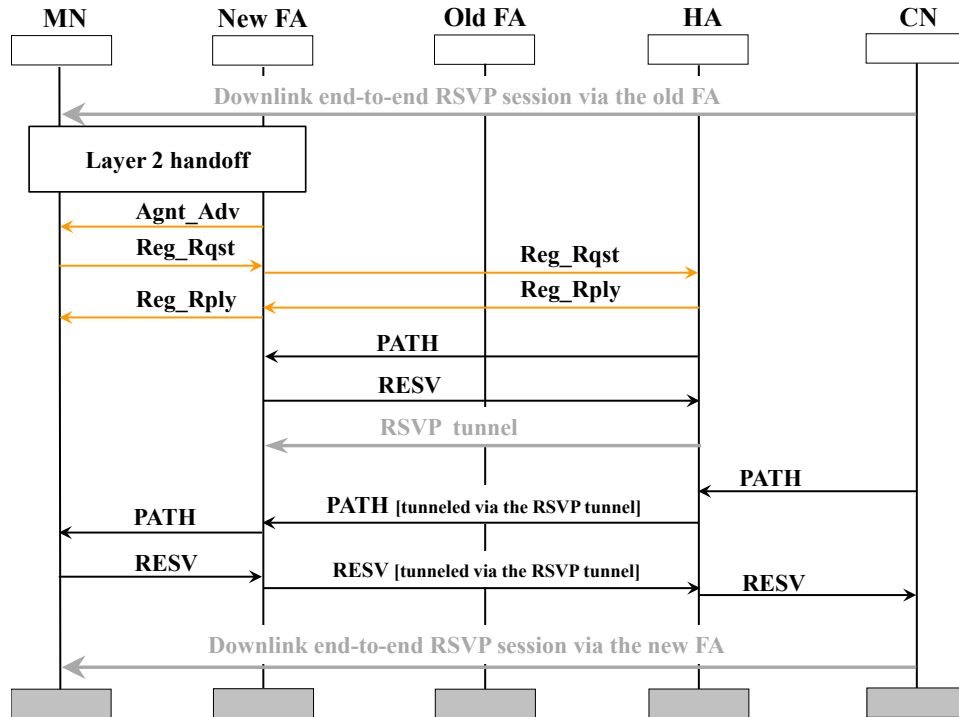 MN New FA Old FA HA CN
Downlink end-to-end RSVP session via the old FA
Layer 2 handoff
Agnt_Adv
Reg_Rqst Reg_Rqst
Reg_Rply Reg_Rply
PATH
RESV
RSVP tunnel
PATH
PATH [tunneled via the RSVP tunnel]
PATH
RESV RESV [tunneled via the RSVP tunnel] RESV
Downlink end-to-end RSVP session via the new FA